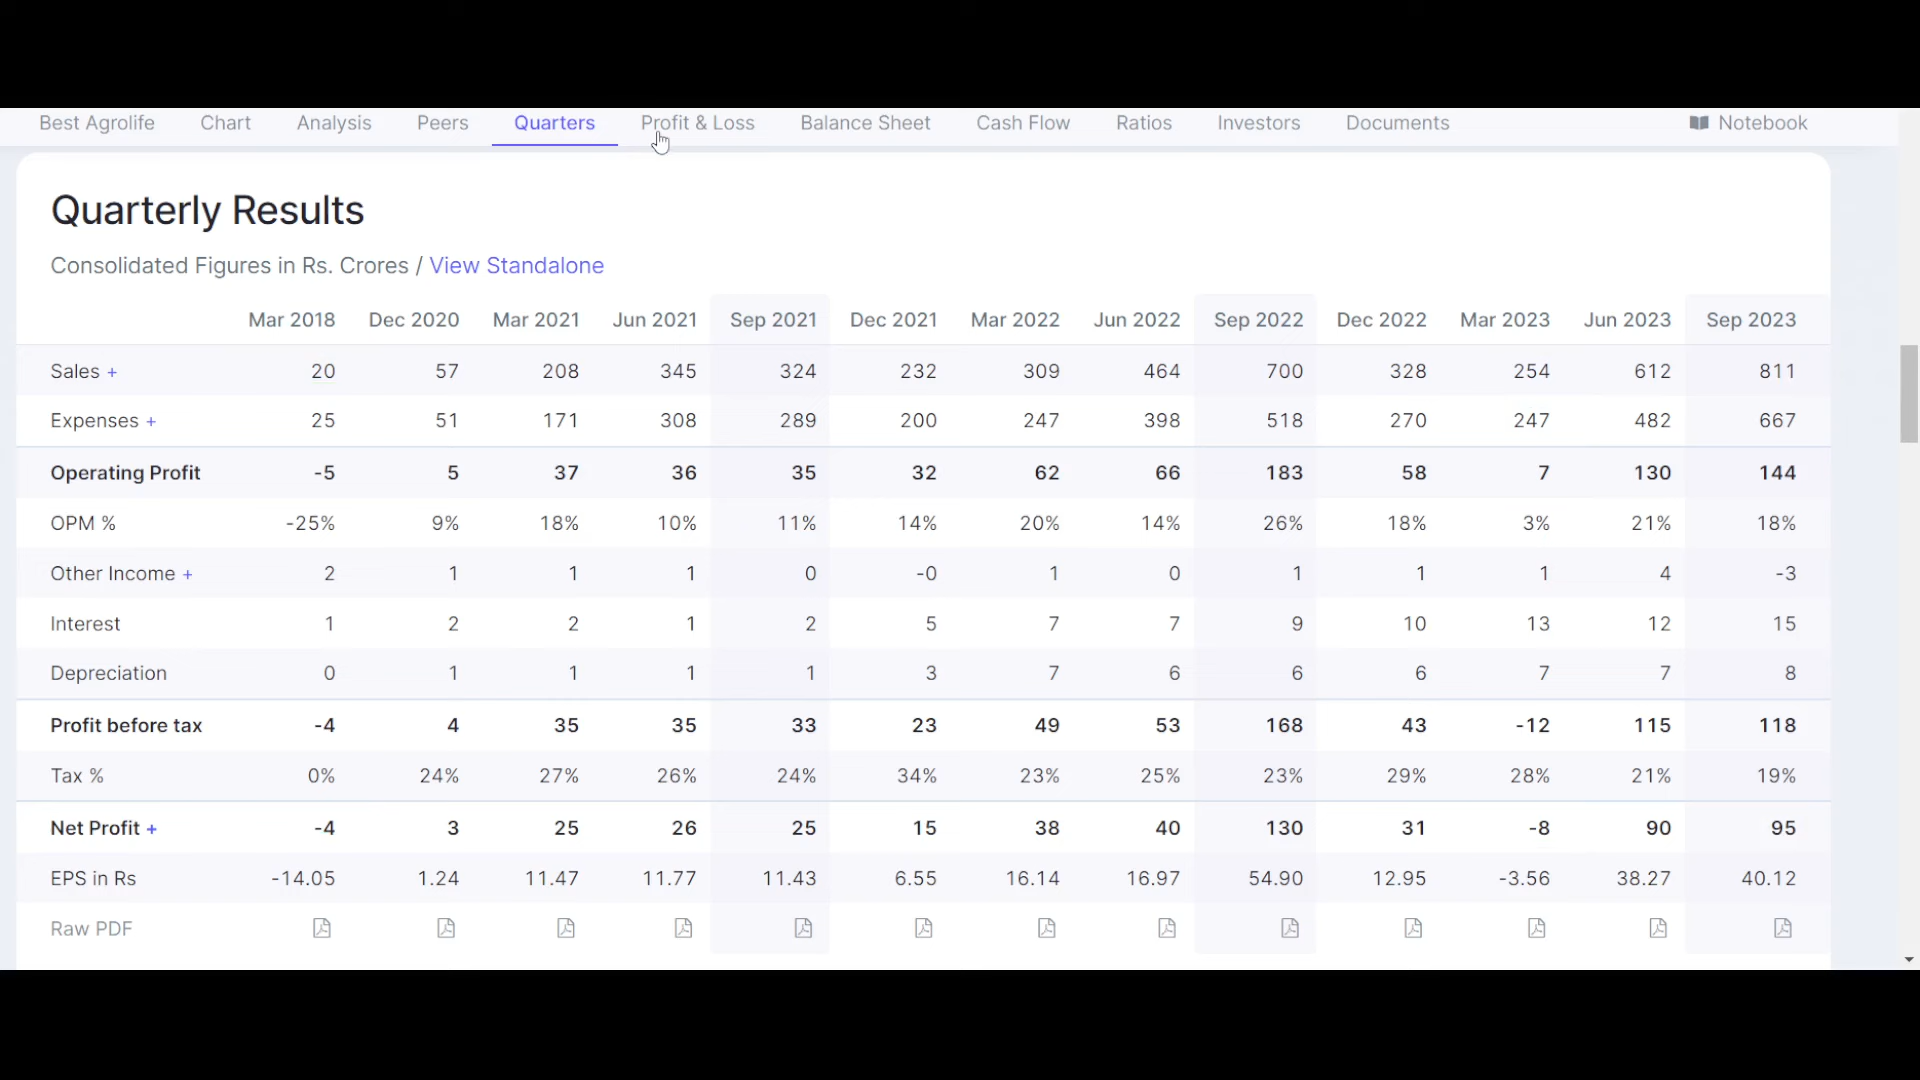 Best Agrolife Chart Analysis Peers Quarters Profit & Loss Balance Sheet Cash Flow Ratios Investors Documents Notebook
Quarterly Results
Consolidated Figures in Rs. Crores / View Standalone
Mar 2018 Dec 2020 Mar 2021 Jun 2021 Sep 2021 Dec 2021 Mar 2022 Jun 2022 Sep 2022 Dec 2022 Mar 2023 Jun 2023 Sep 2023
Sales + 20 57 208 345 324 232 309 464 700 328 254 612 811
Expenses + 25 51 171 308 289 200 247 398 518 270 247 482 667
Operating Profit -5 5 37 36 35 32 62 66 183 58 7 130 144
OPM % -25% 9% 18% 10% 11% 14% 20% 14% 26% 18% 3% 21% 18%
Other Income + 2 1 1 1 0 -0 1 0 1 1 1 4 -3
Interest 1 2 2 1 2 5 7 7 9 10 13 12 15
Depreciation 0 1 1 1 1 3 7 6 6 6 7 7 8
Profit before tax -4 4 35 35 33 23 49 53 168 43 -12 115 118
Tax % 0% 24% 27% 26% 24% 34% 23% 25% 23% 29% 28% 21% 19%
Net Profit + -4 3 25 26 25 15 38 40 130 31 -8 90 95
EPS in Rs -14.05 1.24 11.47 11.77 11.43 6.55 16.14 16.97 54.90 12.95 -3.56 38.27 40.12
Raw PDF